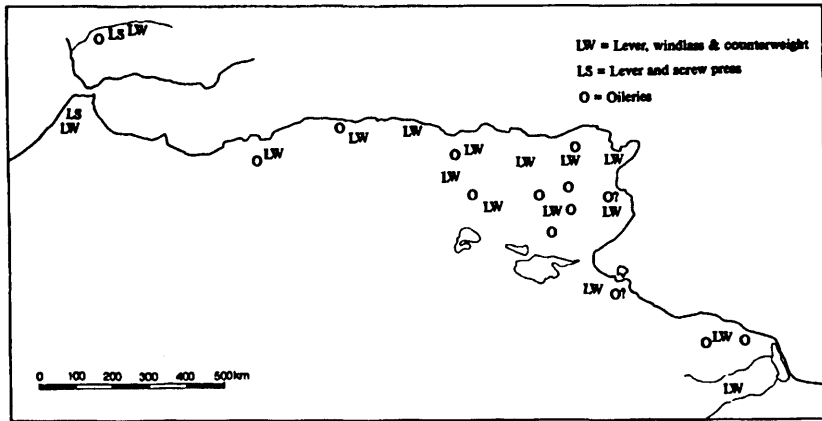 O LS LW
LW = Lever, windlass & counterweight
LS = Lever and screw press
O = Oileries
LS
LW
O LW
O LW
LW
O LW
LW
O
LW
LW
LW
O LW
O
LW
O
O
O?
LW
O
LW
O?
O LW O
LW
0 100 200 300 400 500km